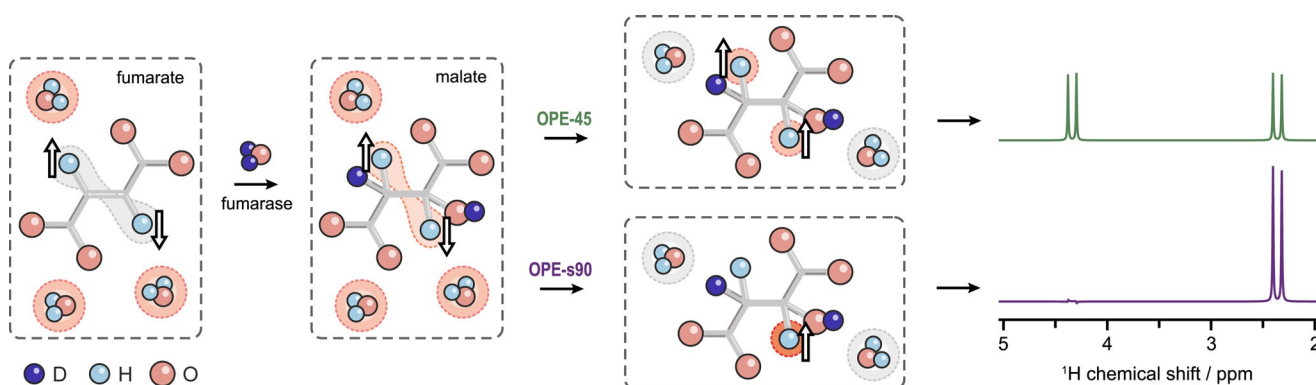 fumarate
fumarase
malate
OPE-45
OPE-s90
D H O
5 4 3 2
¹H chemical shift / ppm